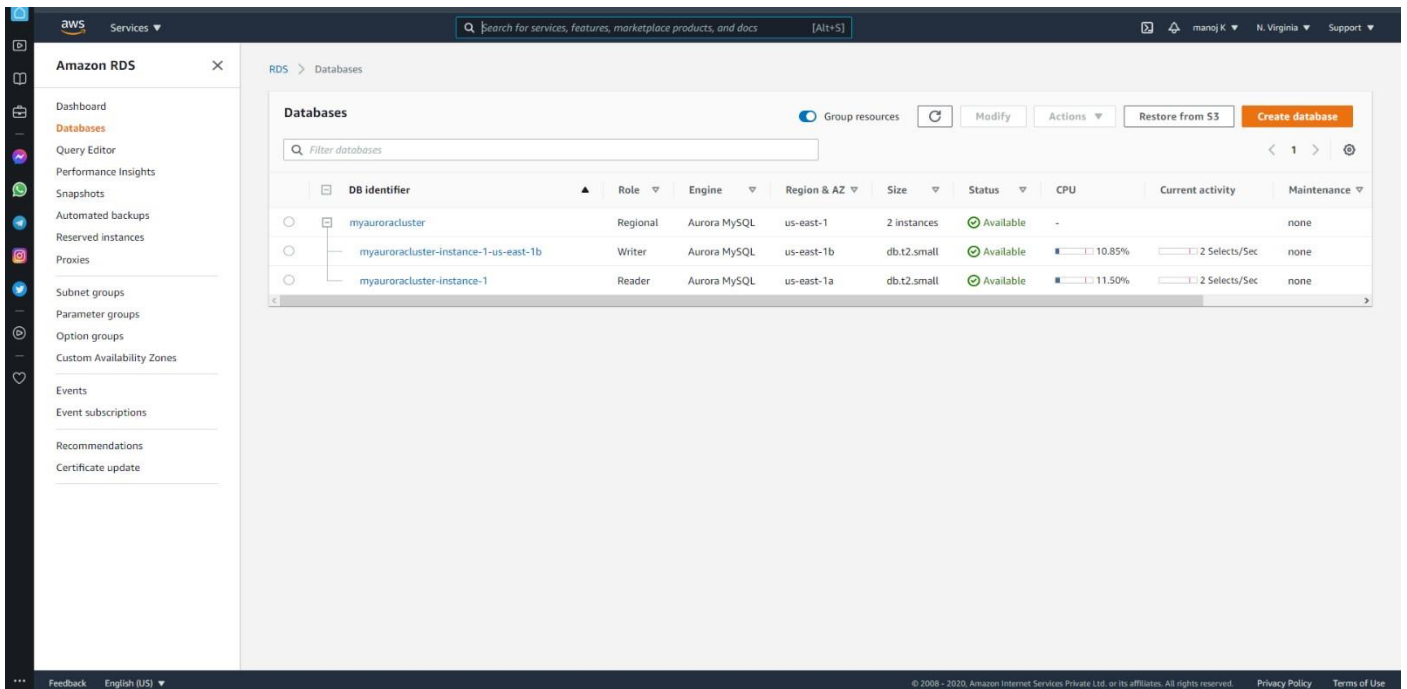 aws Services Search for services, features, marketplace products, and docs [Alt+S] manoj K N. Virginia Support
Amazon RDS
Dashboard
Databases
Query Editor
Performance Insights
Snapshots
Automated backups
Reserved instances
Proxies
Subnet groups
Parameter groups
Option groups
Custom Availability Zones
Events
Event subscriptions
Recommendations
Certificate update
RDS > Databases
Databases Group resources Modify Actions Restore from S3 Create database
Filter databases 1
DB identifier Role Engine Region & AZ Size Status CPU Current activity Maintenance
myauroracluster Regional Aurora MySQL us-east-1 2 instances Available - none
myauroracluster-instance-1-us-east-1b Writer Aurora MySQL us-east-1b db.t2.small Available 10.85% 2 Selects/Sec none
myauroracluster-instance-1 Reader Aurora MySQL us-east-1a db.t2.small Available 11.50% 2 Selects/Sec none
Feedback English (US) © 2008 - 2020, Amazon Internet Services Private Ltd. or its affiliates. All rights reserved. Privacy Policy Terms of Use